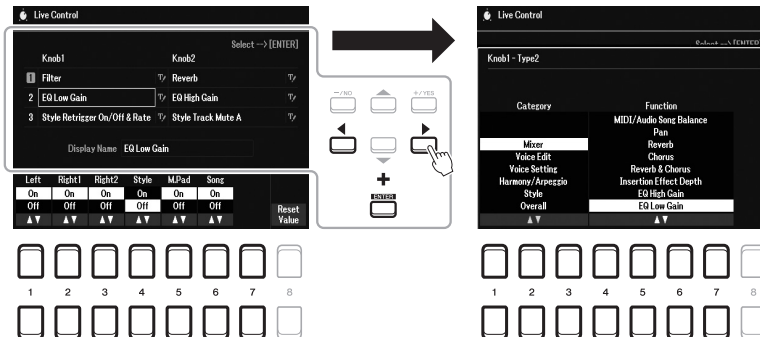 Live Control
Select -->[ENTER]
Knob1 Knob2
1 Filter Reverb
2 EQ Low Gain EQ High Gain
3 Style Retrigger On/Off & Rate Style Track Mute A
Display Name EQ Low Gain
Left Right1 Right2 Style M.Pad Song
On On On On On On
Off Off Off Off Off Off
Reset
Value
1 2 3 4 5 6 7 8
-/NO +/YES
+
ENTER
Live Control
Knob1 - Type2
Category Function
MIDI/Audio Song Balance
Pan
Mixer Reverb
Voice Edit Chorus
Voice Setting Reverb & Chorus
Harmony/Arpeggio Insertion Effect Depth
Style EQ High Gain
Overall EQ Low Gain
1 2 3 4 5 6 7 8